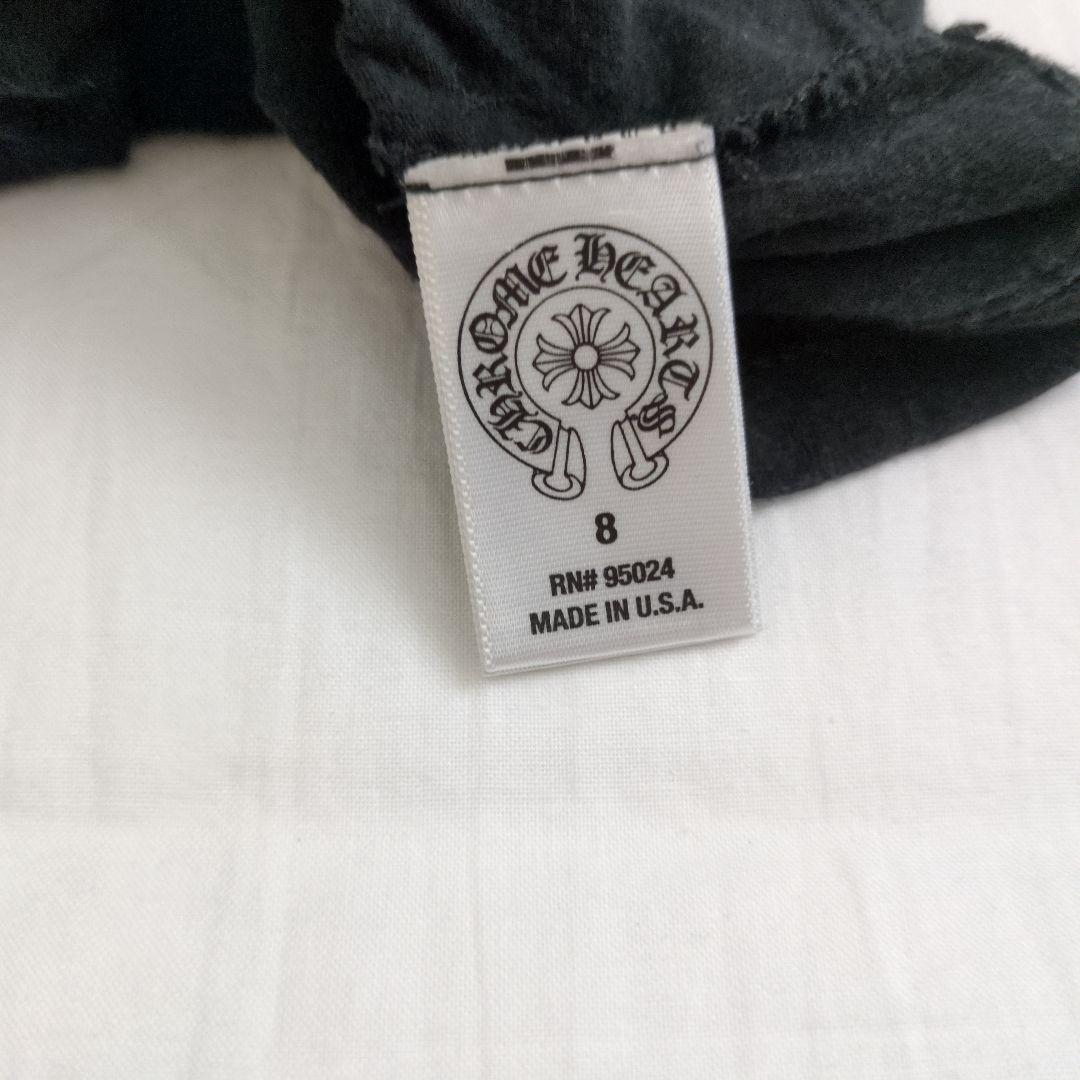 CHROME HEARTS
8
RN# 95024
MADE IN U.S.A.